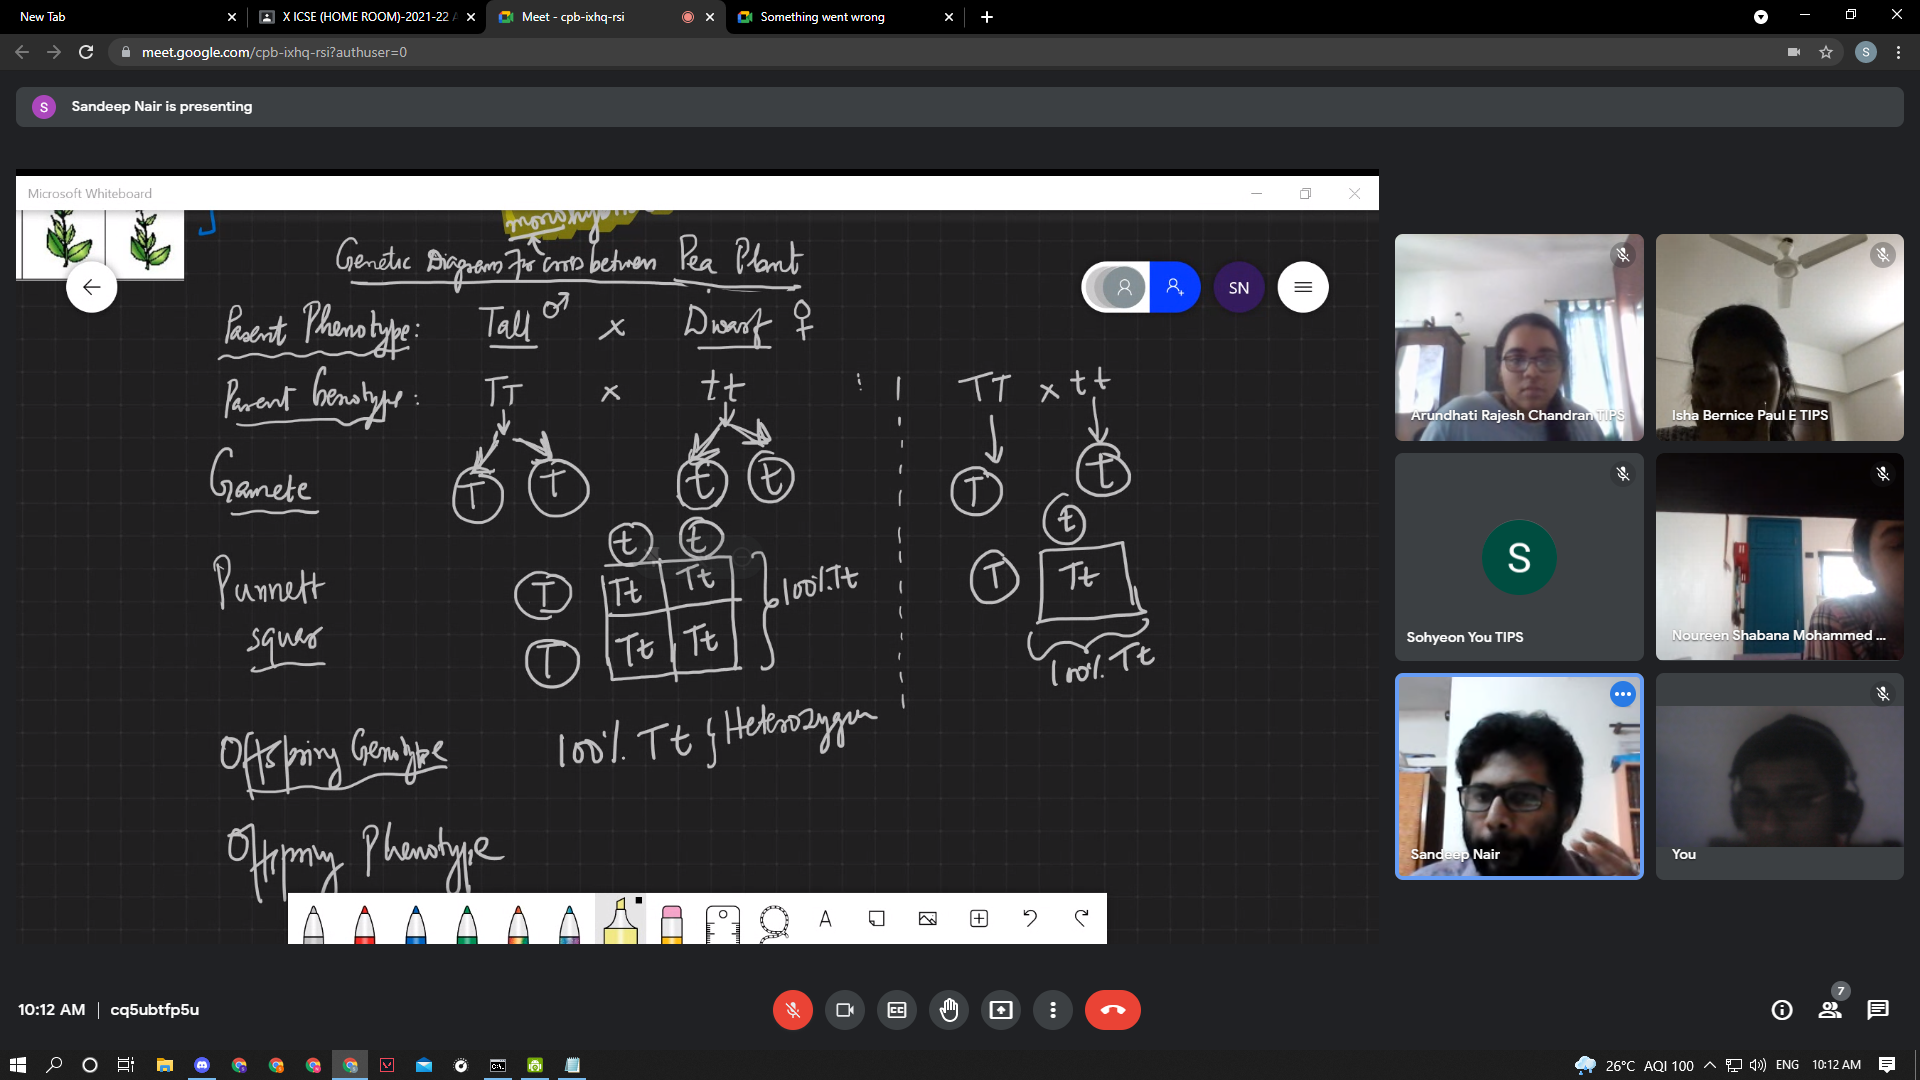 New Tab
X ICSE (HOME ROOM)-2021-22
Meet - cpb-ixhq-rsi
Something went wrong
meet.google.com/cpb-ixhq-rsi?authuser=0
S
S
Sandeep Nair is presenting
Microsoft Whiteboard
Genetic Diagrams for cross between Pea Plant
SN
Parent Phenotype: Tall ♂ x Dwarf ♀
Parent Genotype: TT x tt
TT x tt
Gamete T T t t
T t
Punnett
squar
t t
T Tt Tt
T Tt Tt
100% Tt
t
T Tt
100% Tt
Offspring Genotype 100% Tt } Heterozygou
Offspring Phenotype
A
Arundhati Rajesh Chandran TIPS
Isha Bernice Paul E TIPS
S
Sohyeon You TIPS
Noureen Shabana Mohammed ...
Sandeep Nair
You
10:12 AM | cq5ubtfp5u
7
26°C AQI 100 ENG 10:12 AM